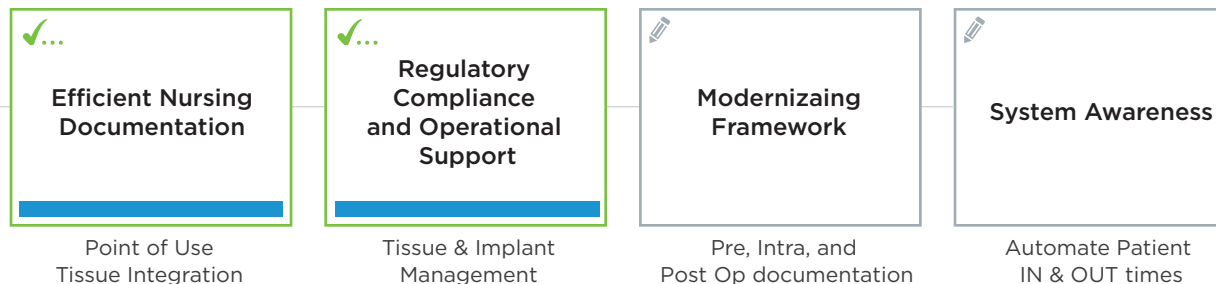 Efficient Nursing
Documentation
Point of Use
Tissue Integration
Regulatory
Compliance
and Operational
Support
Tissue & Implant
Management
Modernizaing
Framework
Pre, Intra, and
Post Op documentation
System Awareness
Automate Patient
IN & OUT times